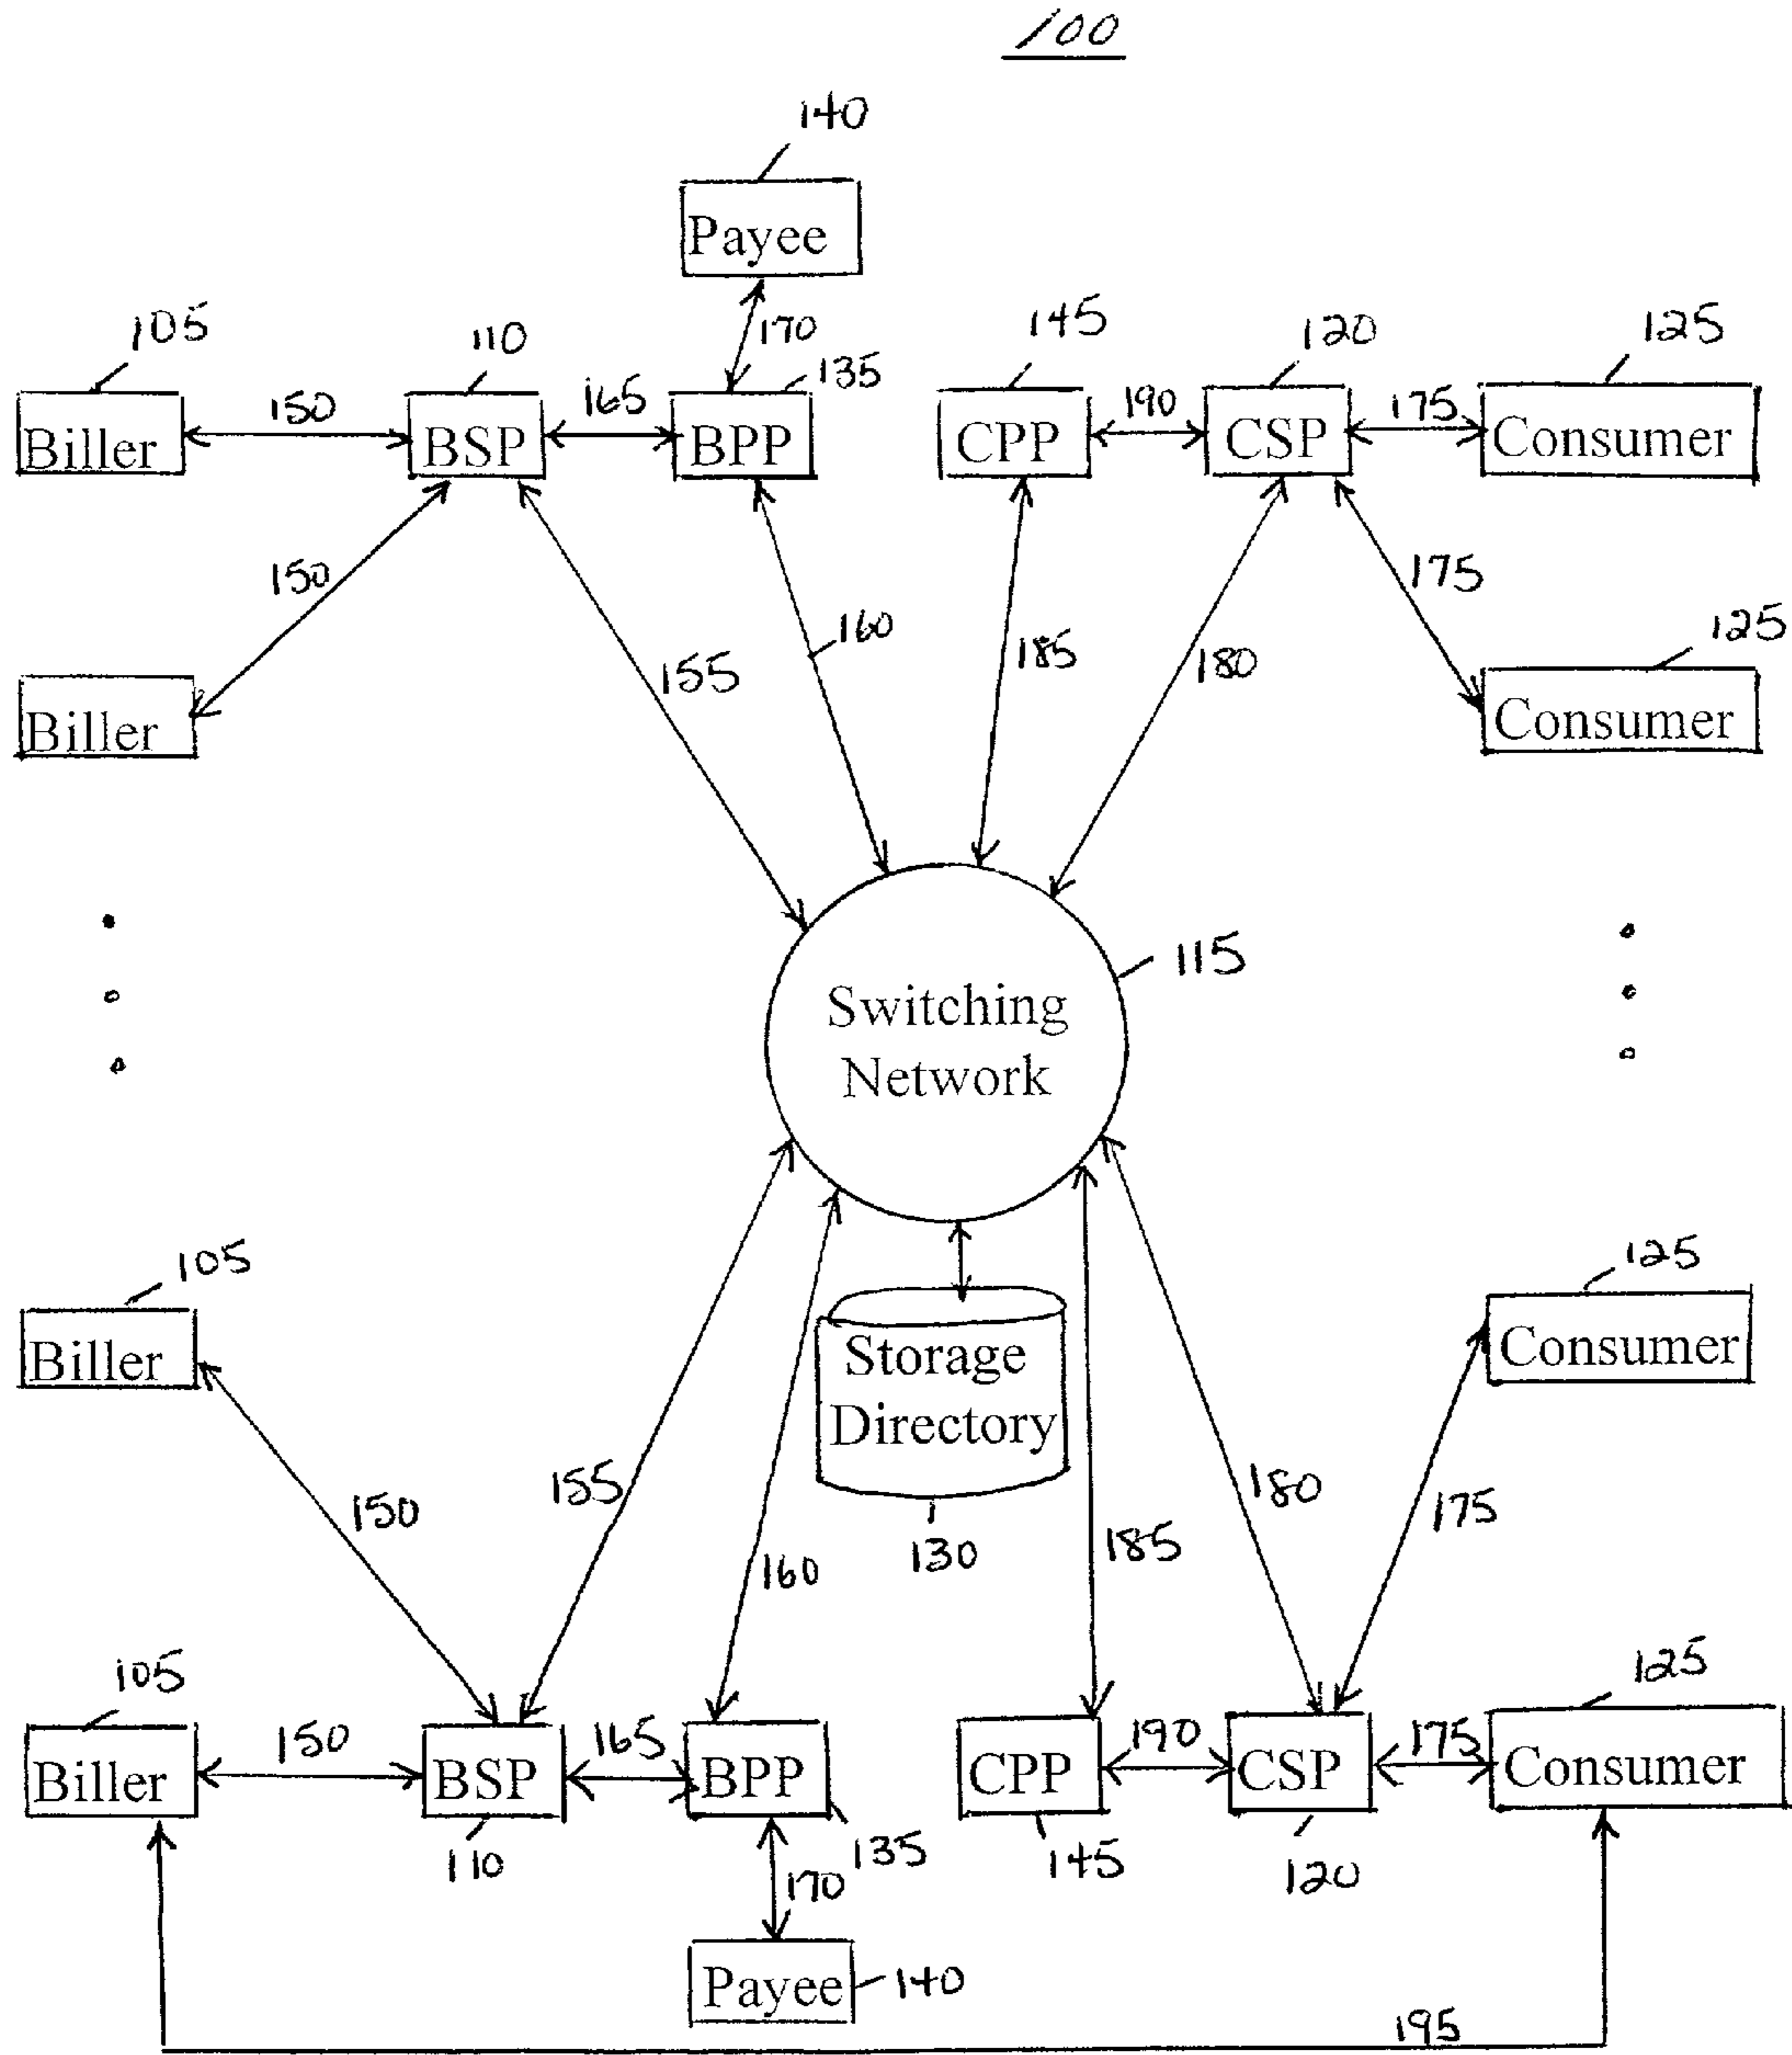 100
140
Payee
170
105
110
135
145
120
125
Biller
150
BSP
165
BPP
CPP
190
CSP
175
Consumer
150
175
160
185
180
155
125
Biller
Consumer
115
Switching
Network
105
125
Biller
Consumer
Storage
Directory
155
180
175
150
130
185
160
105
125
Biller
150
BSP
165
BPP
CPP
190
CSP
175
Consumer
110
135
145
120
170
Payee
140
195